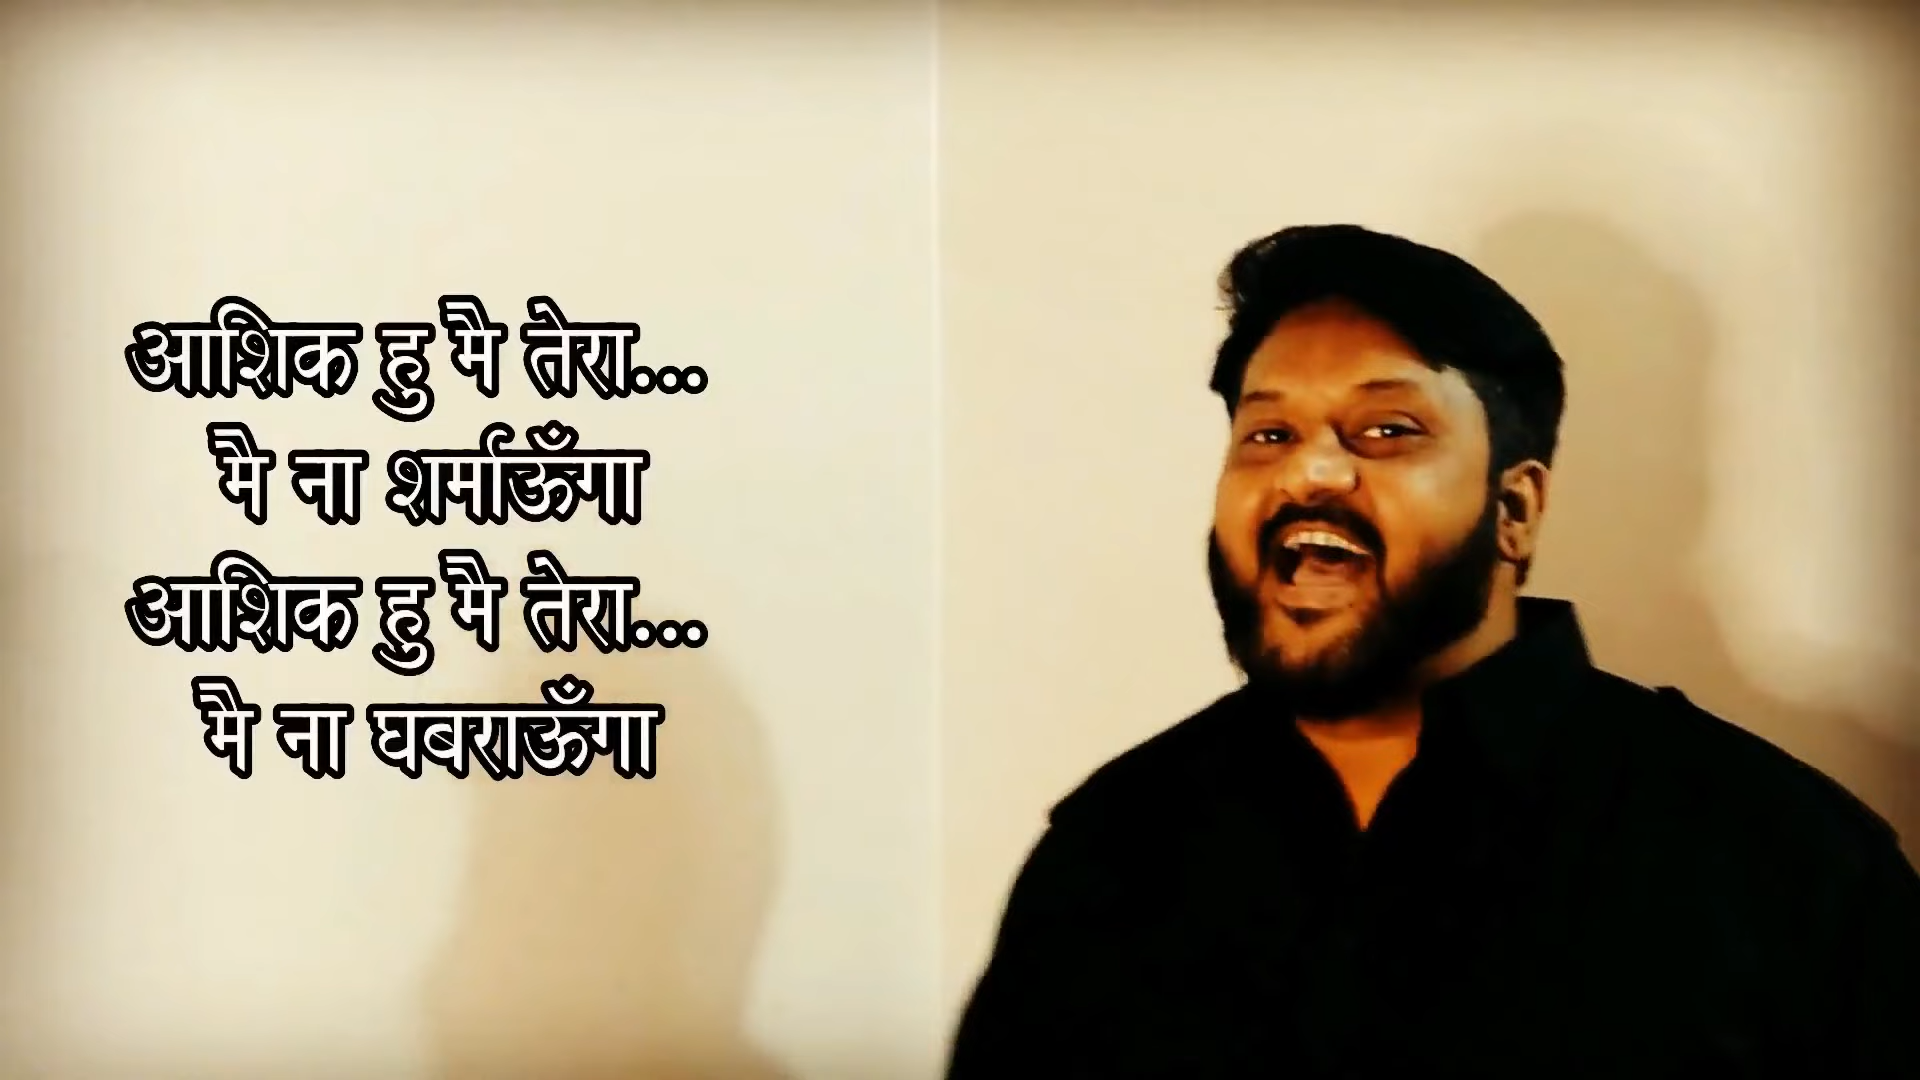 आशिक हु मै तेरा...
मै ना शर्माऊँगा
आशिक हु मै तेरा...
मै ना घबराऊँगा